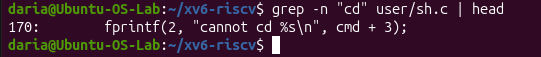 daria@Ubuntu-OS-Lab:~/xv6-riscv$ grep -n "cd" user/sh.c | head
170:        fprintf(2, "cannot cd %s\n", cmd + 3);
daria@Ubuntu-OS-Lab:~/xv6-riscv$